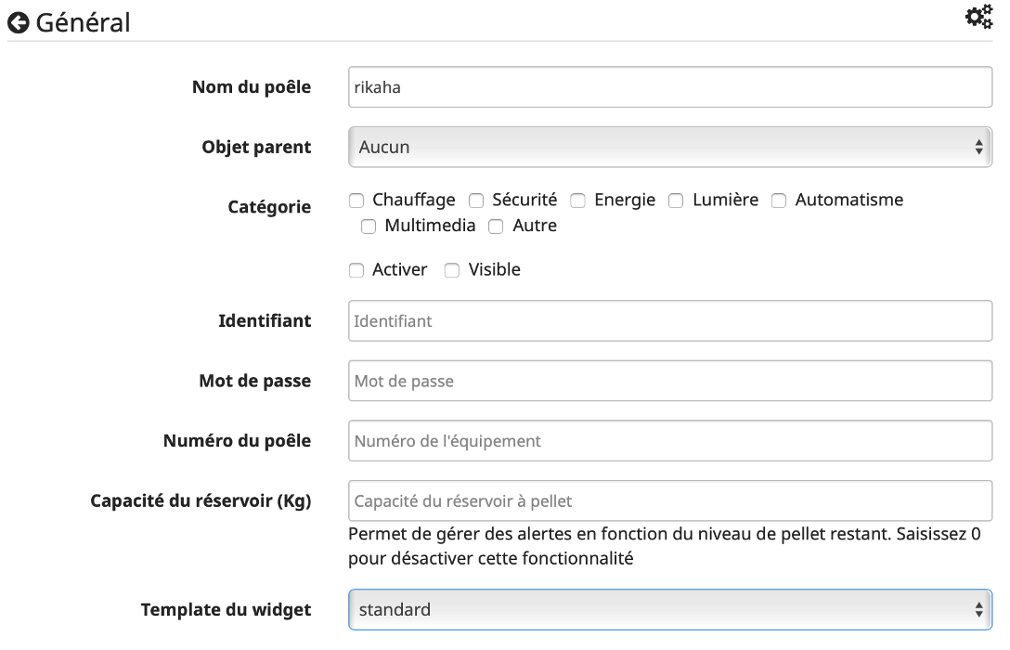 Général
Nom du poêle rikaha
Objet parent Aucun
Catégorie Chauffage Sécurité Energie Lumière Automatisme
Multimedia Autre
Activer Visible
Identifiant Identifiant
Mot de passe Mot de passe
Numéro du poêle Numéro de l'équipement
Capacité du réservoir (Kg) Capacité du réservoir à pellet
Permet de gérer des alertes en fonction du niveau de pellet restant. Saisissez 0
pour désactiver cette fonctionnalité
Template du widget standard